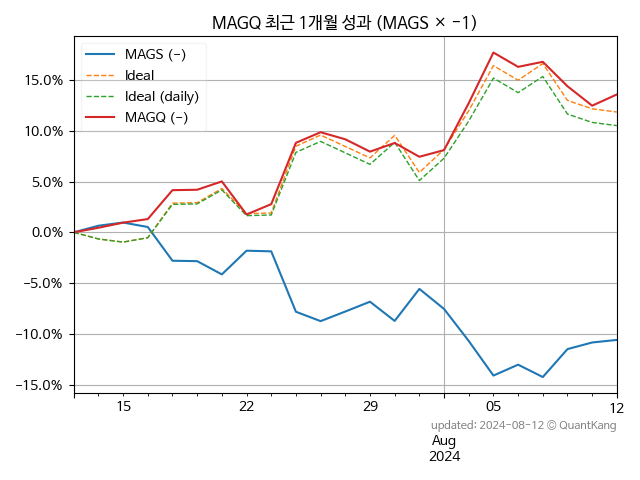 MAGQ 최근 1개월 성과 (MAGS × −1)
MAGS (-)
Ideal
Ideal (daily)
MAGQ (-)
15.0%
10.0%
5.0%
0.0%
−5.0%
−10.0%
−15.0%
15
22
29
05
12
updated: 2024-08-12 © QuantKang
Aug
2024